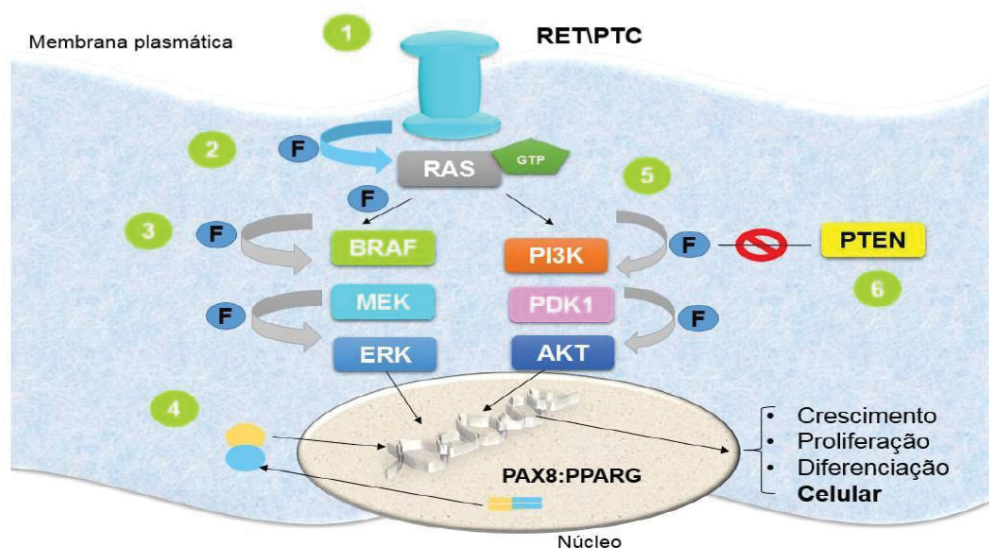 1
RET\PTC
Membrana plasmática
2
F
RAS
GTP
F
5
3
F
BRAF
PI3K
F
PTEN
6
F
MEK
PDK1
F
ERK
AKT
4
• Crescimento
• Proliferação
• Diferenciação
Celular
PAX8:PPARG
Núcleo